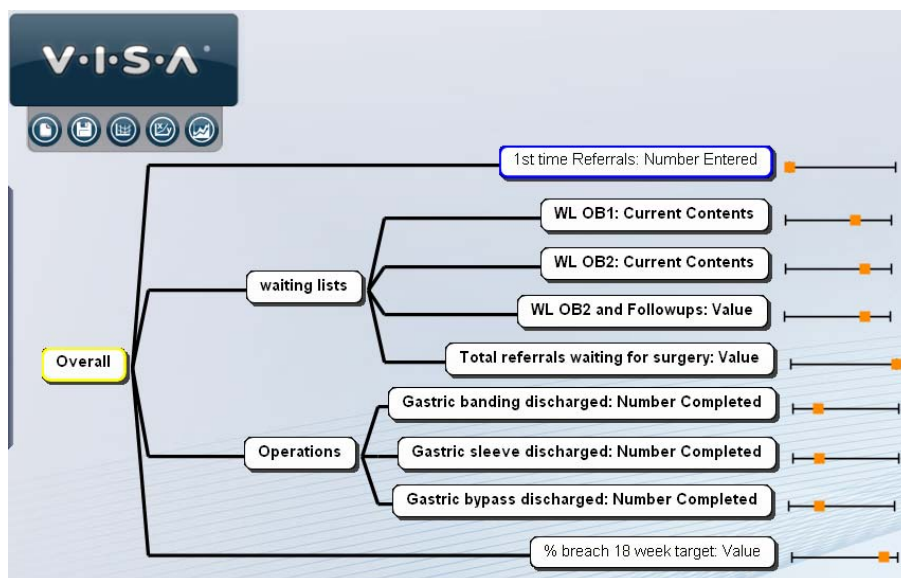 V·I·S·A
1st time Referrals: Number Entered
WL OB1: Current Contents
WL OB2: Current Contents
waiting lists
WL OB2 and Followups: Value
Overall
Total referrals waiting for surgery: Value
Gastric banding discharged: Number Completed
Operations
Gastric sleeve discharged: Number Completed
Gastric bypass discharged: Number Completed
% breach 18 week target: Value